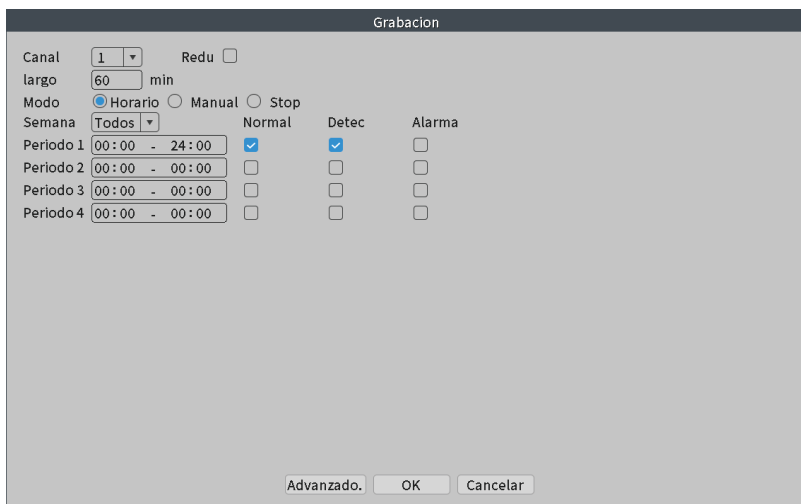 Grabacion
Canal 1 Redu
largo 60 min
Modo Horario Manual Stop
Semana Todos Normal Detec Alarma
Periodo 1 00:00 - 24:00
Periodo 2 00:00 - 00:00
Periodo 3 00:00 - 00:00
Periodo 4 00:00 - 00:00
Advanzado. OK Cancelar